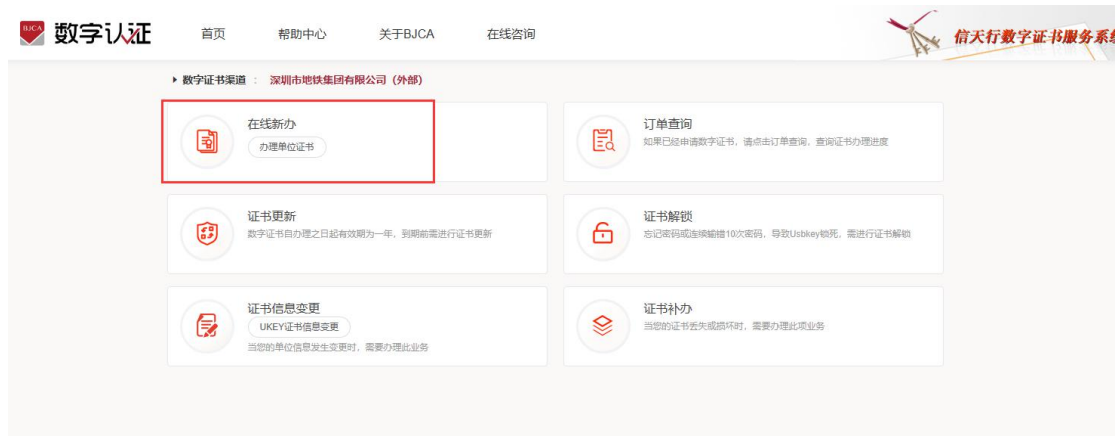 BJCA 数字认证 首页 帮助中心 关于BJCA 在线咨询 信天行数字证书服务系统
数字证书渠道 : 深圳市地铁集团有限公司（外部）
在线新办
办理单位证书
订单查询
如果已经申请数字证书，请点击订单查询，查询证书办理进度
证书更新
数字证书自办理之日起有效期为一年，到期前需进行证书更新
证书解锁
忘记密码或连续输错10次密码，导致Usbkey锁死，需进行证书解锁
证书信息变更
UKEY证书信息变更
当您的单位信息发生变更时，需要办理此业务
证书补办
当您的证书丢失或损坏时，需要办理此项业务